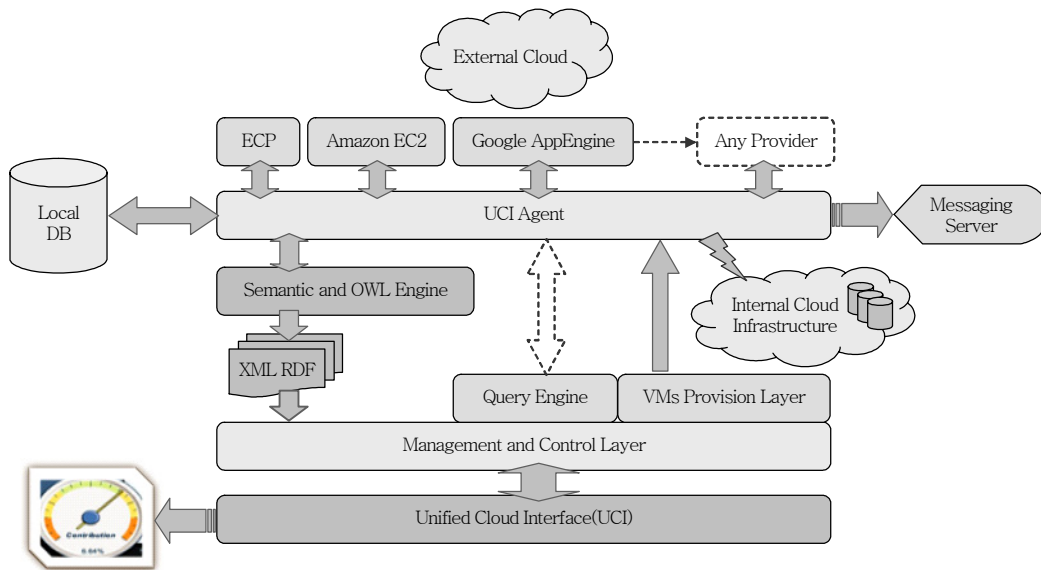 External Cloud
ECP
Amazon EC2
Google AppEngine
Any Provider
Local
DB
UCI Agent
Messaging
Server
Semantic and OWL Engine
Internal Cloud
Infrastructure
XML RDF
Query Engine
VMs Provision Layer
Management and Control Layer
Unified Cloud Interface(UCI)
Contribution